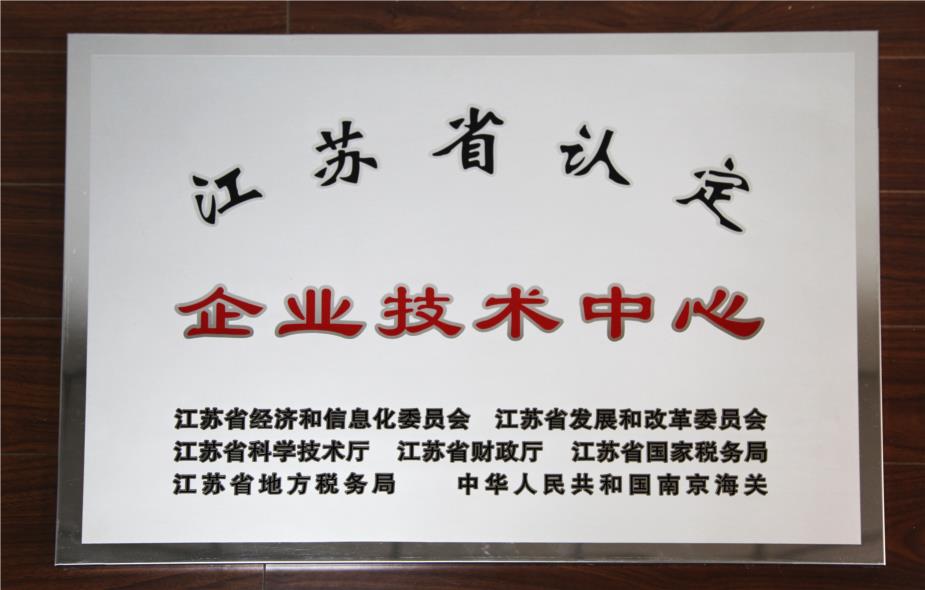 江苏省认定
企业技术中心
江苏省经济和信息化委员会 江苏省发展和改革委员会
江苏省科学技术厅 江苏省财政厅 江苏省国家税务局
江苏省地方税务局 中华人民共和国南京海关